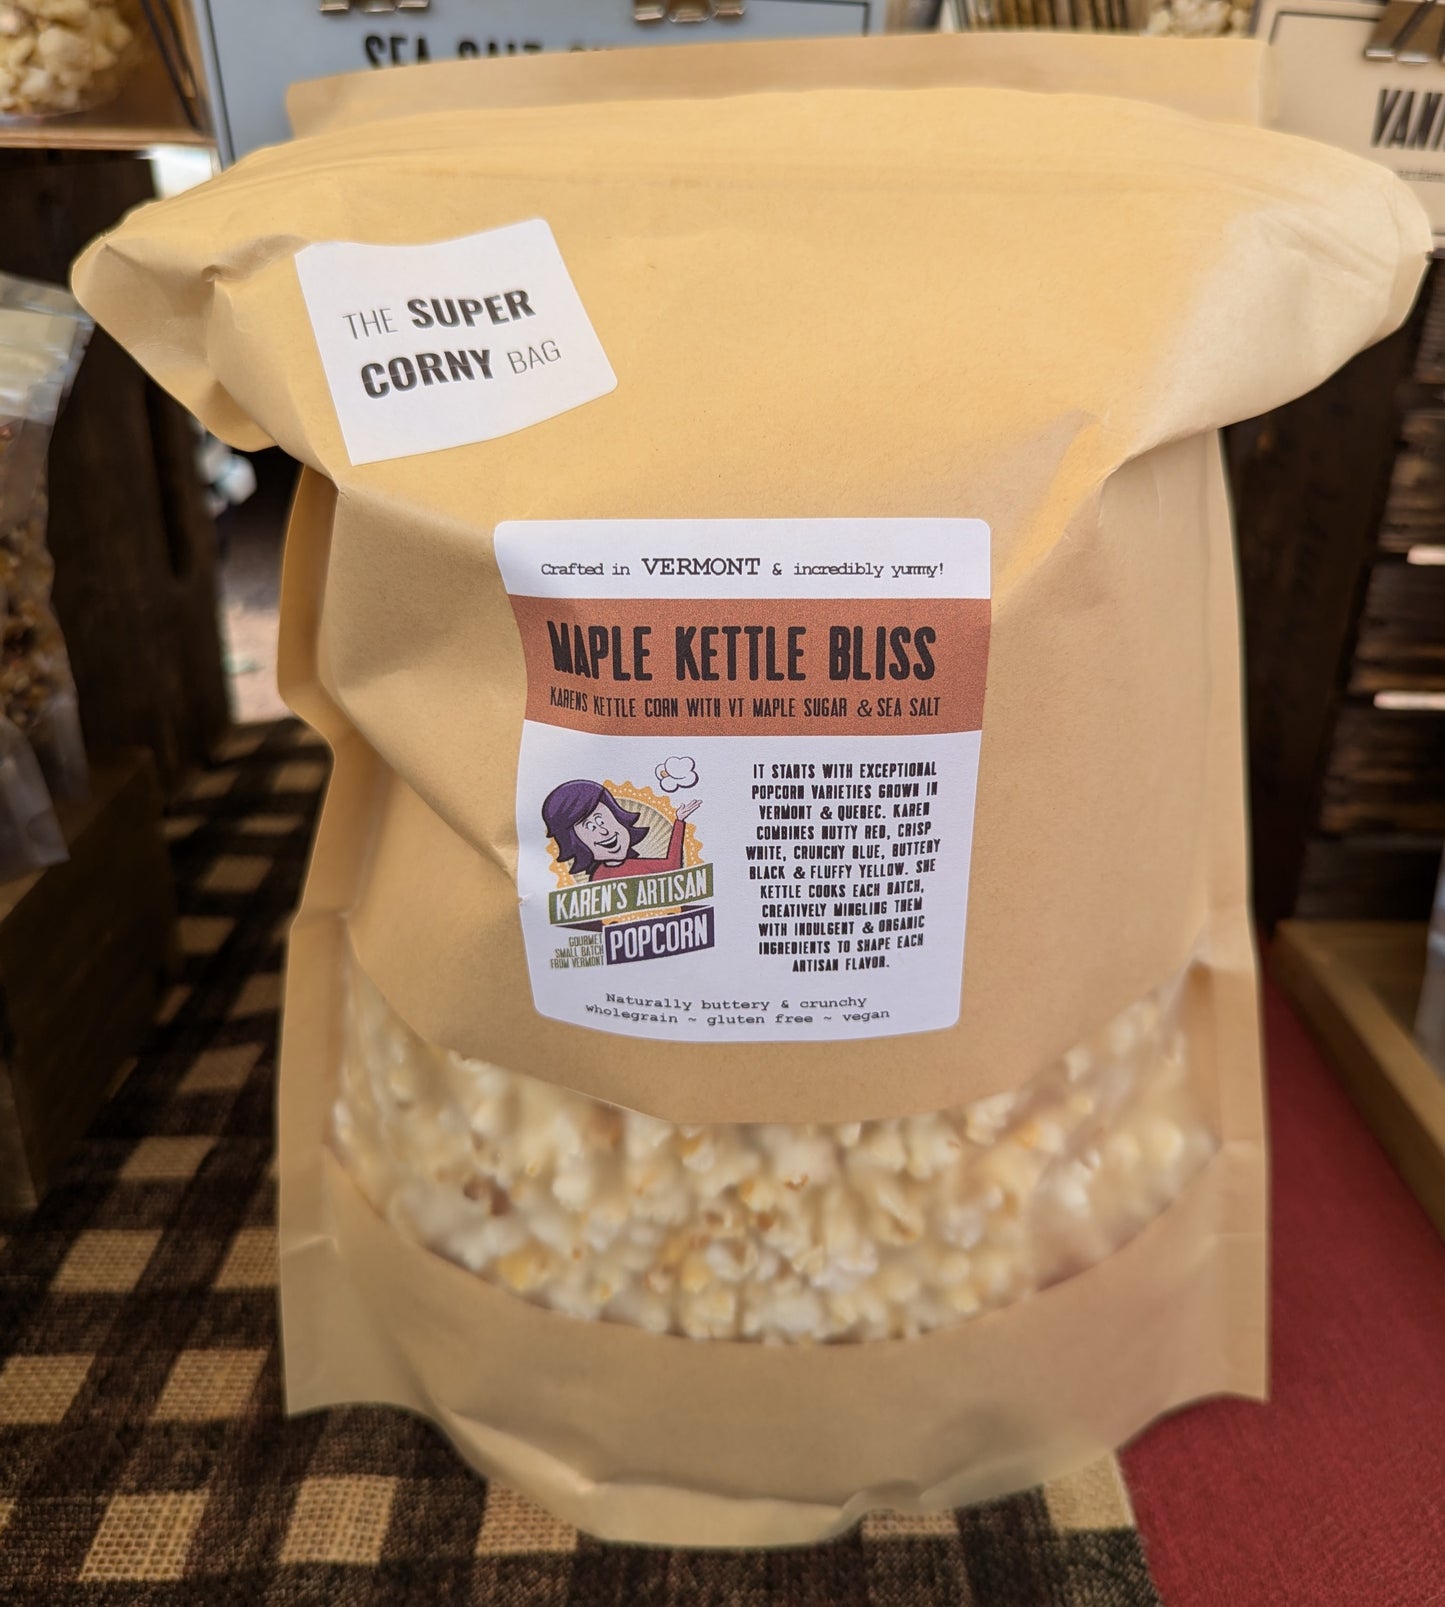 SEA SALT
VANI
THE SUPER
CORNY BAG
Crafted in VERMONT & incredibly yummy!
MAPLE KETTLE BLISS
KARENS KETTLE CORN WITH VT MAPLE SUGAR & SEA SALT
IT STARTS WITH EXCEPTIONAL
POPCORN VARIETIES GROWN IN
VERMONT & QUEBEC. KAREN
COMBINES NUTTY RED, CRISP
WHITE, CRUNCHY BLUE, BUTTERY
BLACK & FLUFFY YELLOW. SHE
KETTLE COOKS EACH BATCH,
CREATIVELY MINGLING THEM
WITH INDULGENT & ORGANIC
INGREDIENTS TO SHAPE EACH
ARTISAN FLAVOR.
KAREN'S ARTISAN
POPCORN
GOURMET
SMALL BATCH
FROM VERMONT
Naturally buttery & crunchy
wholegrain ~ gluten free ~ vegan